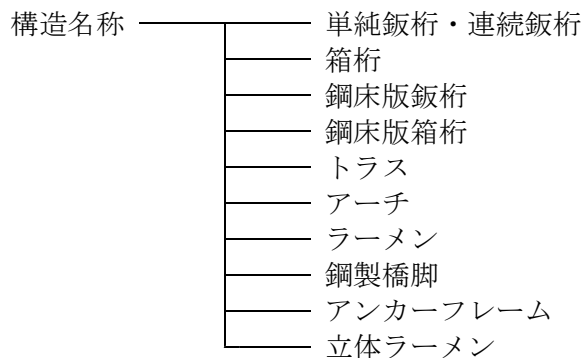 構造名称 単純鈑桁・連続鈑桁
箱桁
鋼床版鈑桁
鋼床版箱桁
トラス
アーチ
ラーメン
鋼製橋脚
アンカーフレーム
立体ラーメン